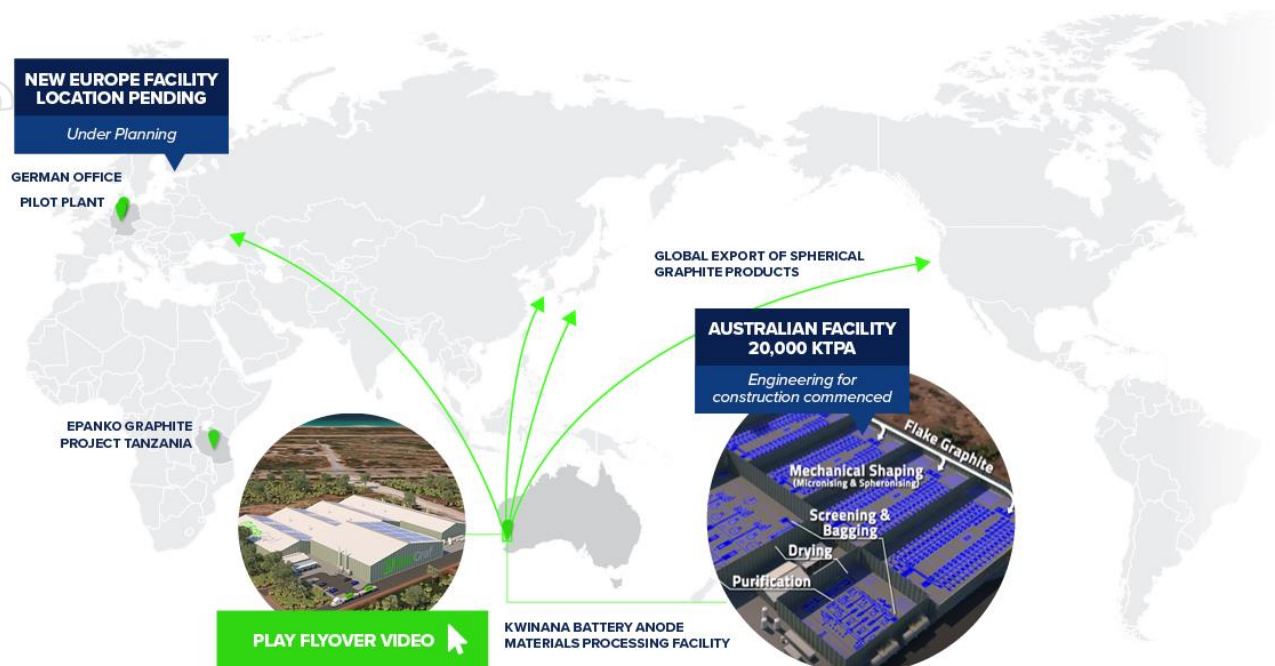 NEW EUROPE FACILITY
LOCATION PENDING
Under Planning
GERMAN OFFICE
PILOT PLANT
GLOBAL EXPORT OF SPHERICAL
GRAPHITE PRODUCTS
AUSTRALIAN FACILITY
20,000 KTPA
Engineering for
construction commenced
EPANKO GRAPHITE
PROJECT TANZANIA
Flake Graphite
Mechanical Shaping
(Micronising & Spheronising)
Screening &
Bagging
Drying
Purification
PLAY FLYOVER VIDEO
KWINANA BATTERY ANODE
MATERIALS PROCESSING FACILITY